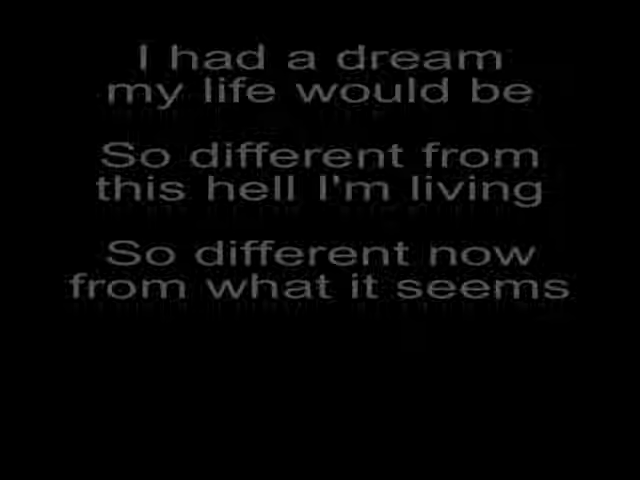 I had a dream
my life would be
So different from
this hell I'm living
So different now
from what it seems